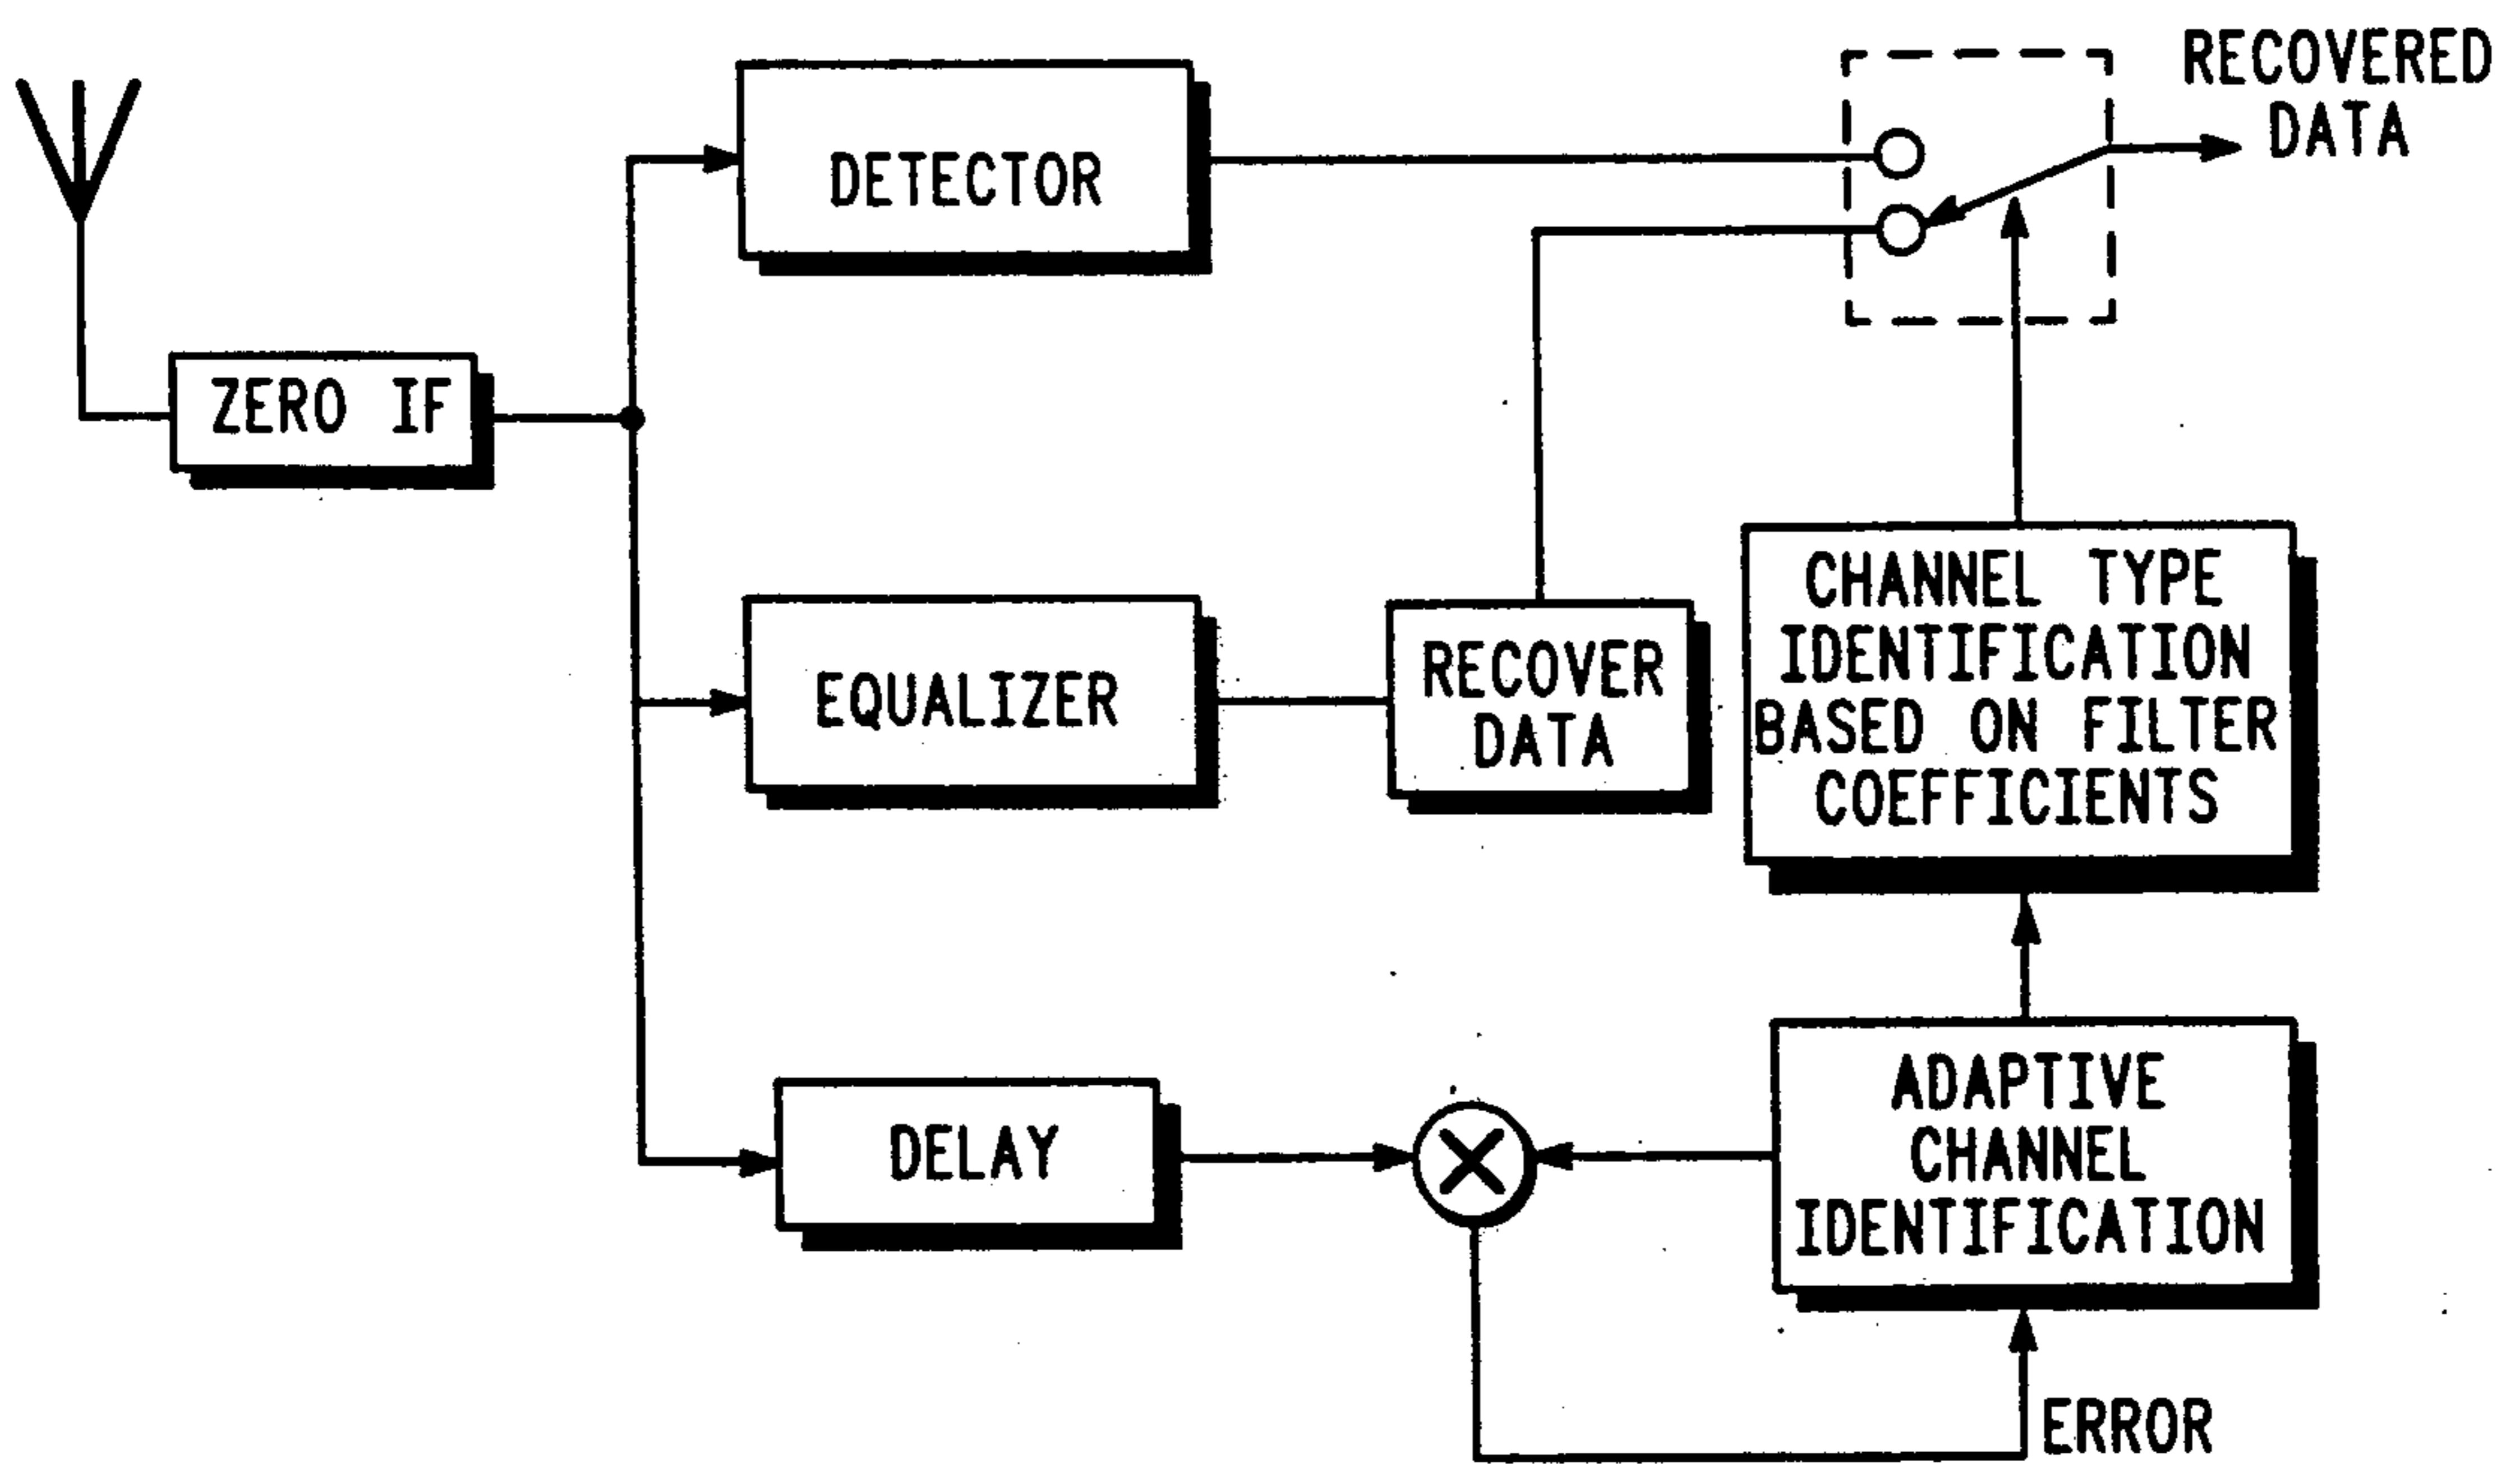 RECOVERED
DATA
DETECTOR
ZERO IF
CHANNEL TYPE
IDENTIFICATION
BASED ON FILTER
COEFFICIENTS
EQUALIZER
RECOVER
DATA
ADAPTIVE
CHANNEL
IDENTIFICATION
DELAY
ERROR